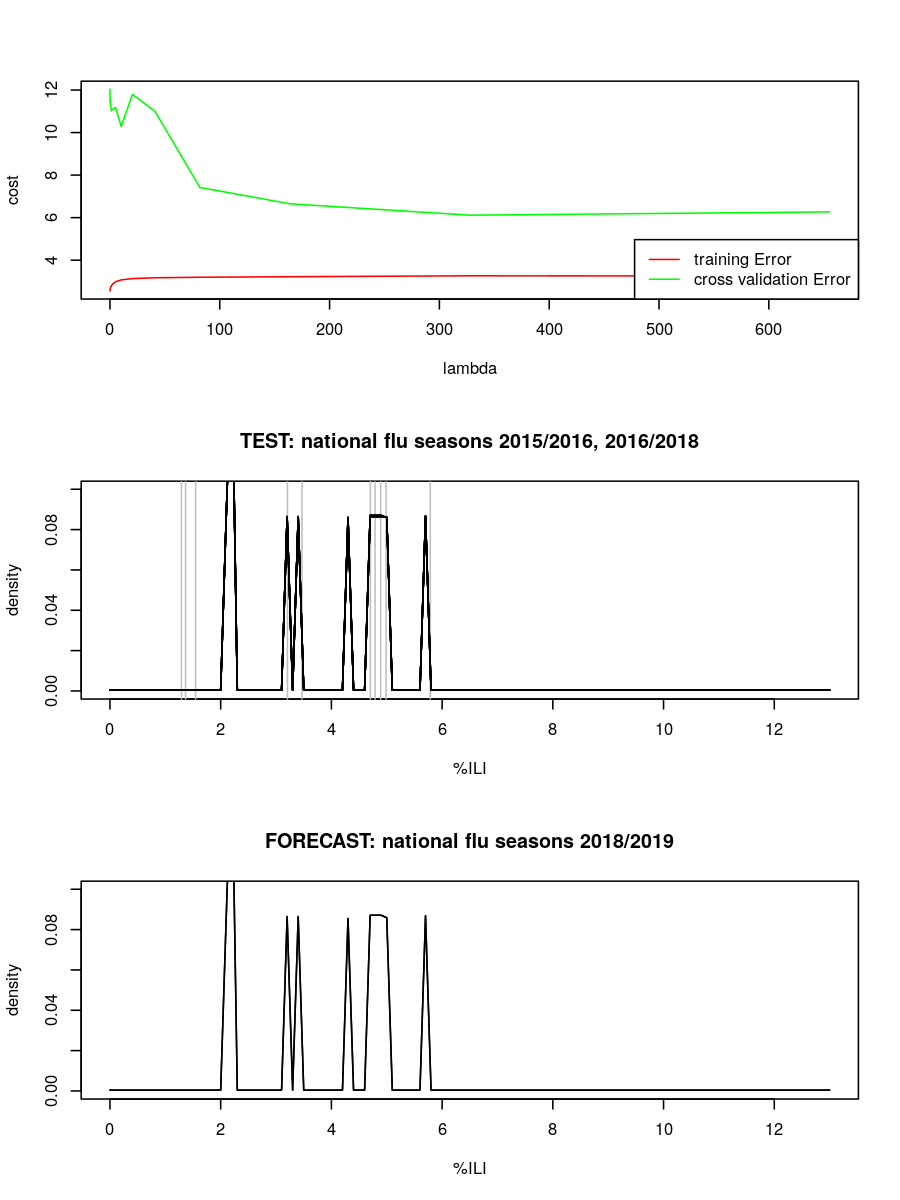 12
10
8
6
4
cost
training Error
cross validation Error
0 100 200 300 400 500 600
lambda
TEST: national flu seasons 2015/2016, 2016/2018
0.08
0.04
0.00
density
0 2 4 6 8 10 12
%ILI
FORECAST: national flu seasons 2018/2019
0.08
0.04
0.00
density
0 2 4 6 8 10 12
%ILI